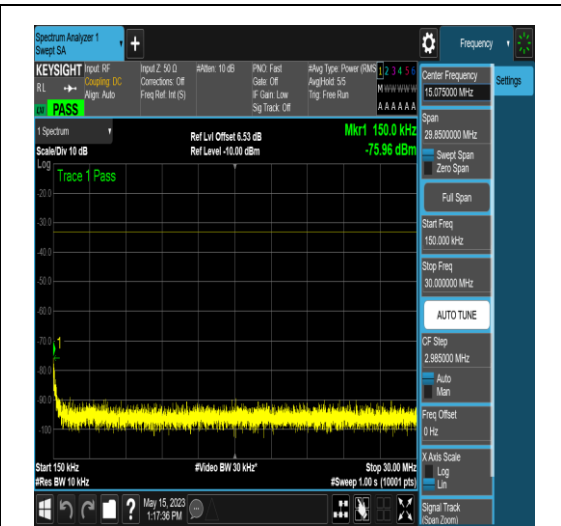 Spectrum Analyzer 1
Swept SA
Frequency
KEYSIGHT
RL
PASS
Input: RF
Coupling: DC
Align: Auto
Input Z: 50 Ω
Corrections: Off
Freq Ref: Int (S)
#Atten: 10 dB
PNO: Fast
Gate: Off
IF Gain: Low
Sig Track: Off
#Avg Type: Power (RMS
Avg|Hold: 5/5
Trig: Free Run
1 2 3 4 5 6
M W W W W W
A A A A A A
1 Spectrum
Scale/Div 10 dB
Ref Lvl Offset 6.53 dB
Ref Level -10.00 dBm
Mkr1 150.0 kHz
-75.96 dBm
Log
Trace 1 Pass
-20.0
-30.0
-40.0
-50.0
-60.0
-70.0
-80.0
-90.0
-100
1
Start 150 kHz
#Res BW 10 kHz
#Video BW 30 kHz*
Stop 30.00 MHz
#Sweep 1.00 s (10001 pts)
Center Frequency
15.075000 MHz
Settings
Span
29.8500000 MHz
Swept Span
Zero Span
Full Span
Start Freq
150.000 kHz
Stop Freq
30.000000 MHz
AUTO TUNE
CF Step
2.985000 MHz
Auto
Man
Freq Offset
0 Hz
X Axis Scale
Log
Lin
Signal Track
(Span Zoom)
May 15, 2023
1:17:36 PM